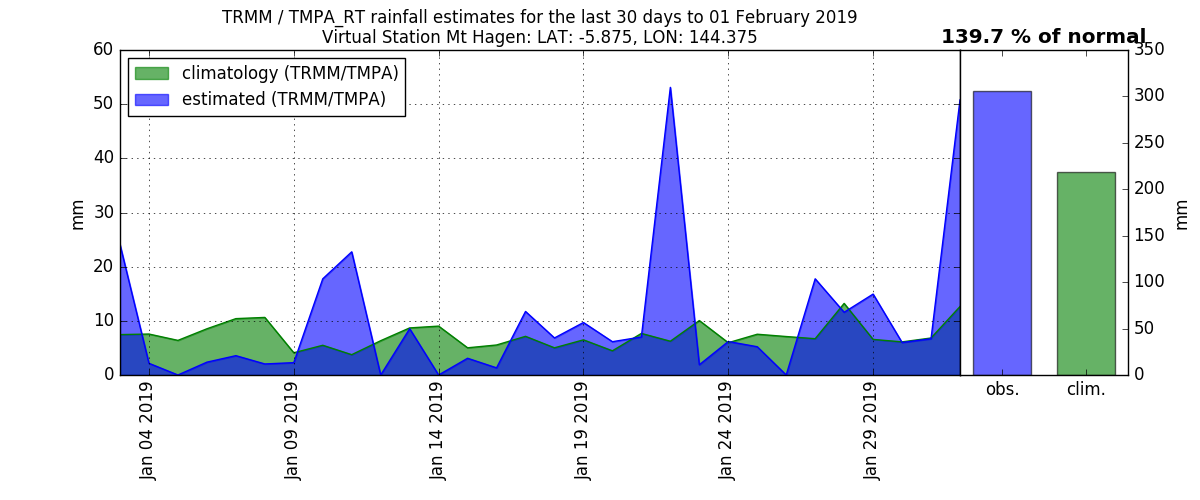 TRMM / TMPA_RT rainfall estimates for the last 30 days to 01 February 2019
Virtual Station Mt Hagen: LAT: -5.875, LON: 144.375
139.7 % of normal
climatology (TRMM/TMPA)
estimated (TRMM/TMPA)
60
50
40
30
20
10
0
mm
Jan 04 2019
Jan 09 2019
Jan 14 2019
Jan 19 2019
Jan 24 2019
Jan 29 2019
obs.
clim.
350
300
250
200
150
100
50
0
mm